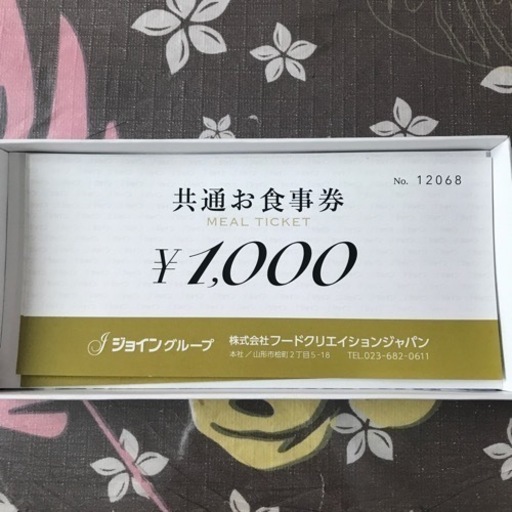 No. 12068
共通お食事券
MEAL TICKET
¥1,000
ジョイングループ 株式会社フードクリエイションジャパン
本社／山形市桧町2丁目5-18 TEL.023-682-0611